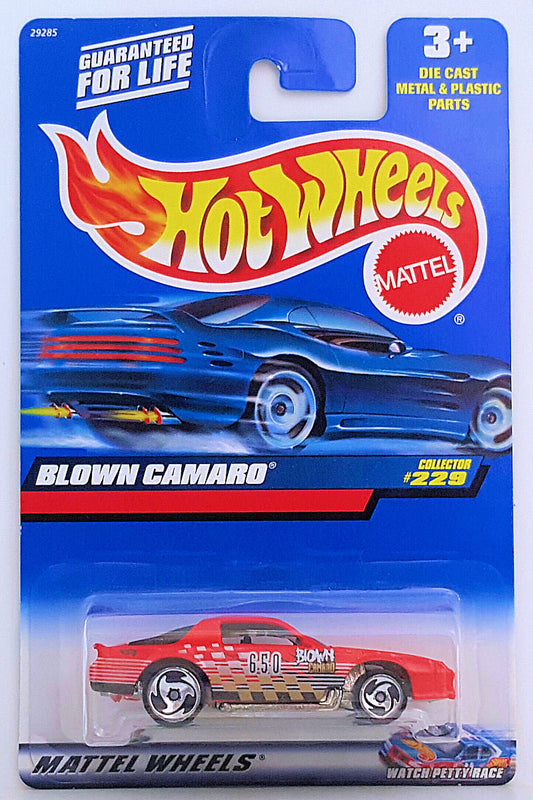 29285
GUARANTEED
FOR LIFE
3+
DIE CAST
METAL & PLASTIC
PARTS
HOT WHEELS
MATTEL
®
BLOWN CAMARO®
COLLECTOR
#229
650
BLOWN
CAMARO
MATTEL WHEELS®
WATCH PETTY RACE